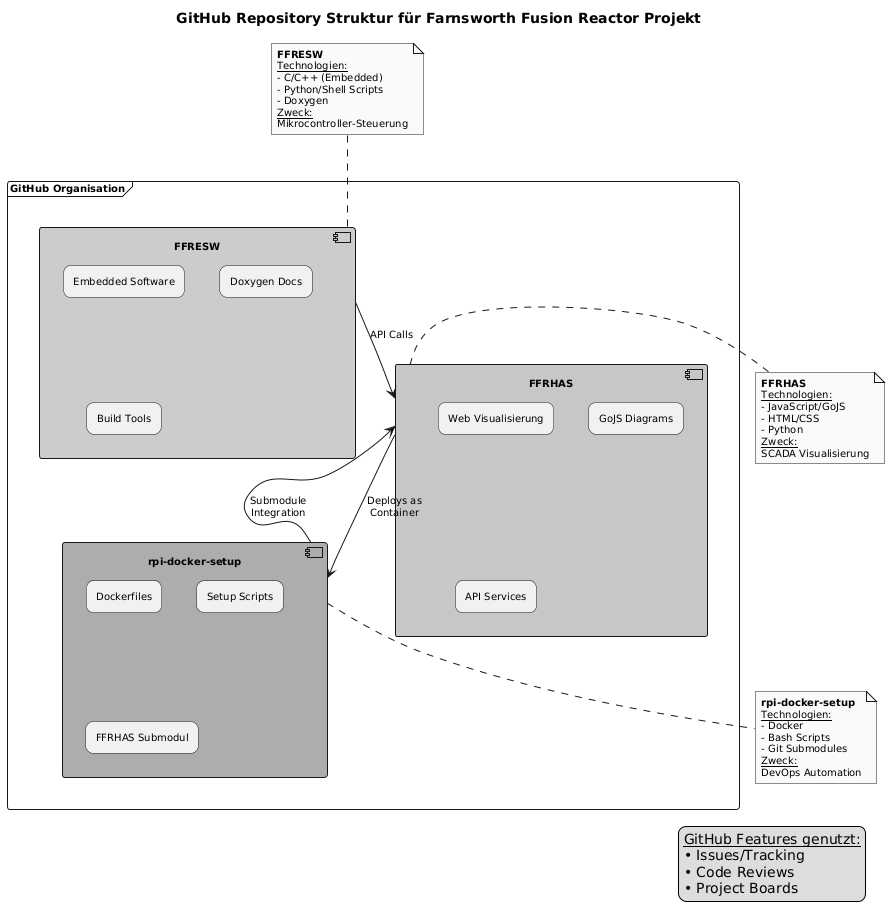 GitHub Repository Struktur für Farnsworth Fusion Reactor Projekt
FFRESW
Technologien:
- C/C++ (Embedded)
- Python/Shell Scripts
- Doxygen
Zweck:
Mikrocontroller-Steuerung
GitHub Organisation
FFRESW
Embedded Software
Doxygen Docs
Build Tools
API Calls
FFRHAS
Web Visualisierung
GoJS Diagrams
API Services
FFRHAS
Technologien:
- JavaScript/GoJS
- HTML/CSS
- Python
Zweck:
SCADA Visualisierung
Submodule
Integration
Deploys as
Container
rpi-docker-setup
Dockerfiles
Setup Scripts
FFRHAS Submodul
rpi-docker-setup
Technologien:
- Docker
- Bash Scripts
- Git Submodules
Zweck:
DevOps Automation
GitHub Features genutzt:
• Issues/Tracking
• Code Reviews
• Project Boards